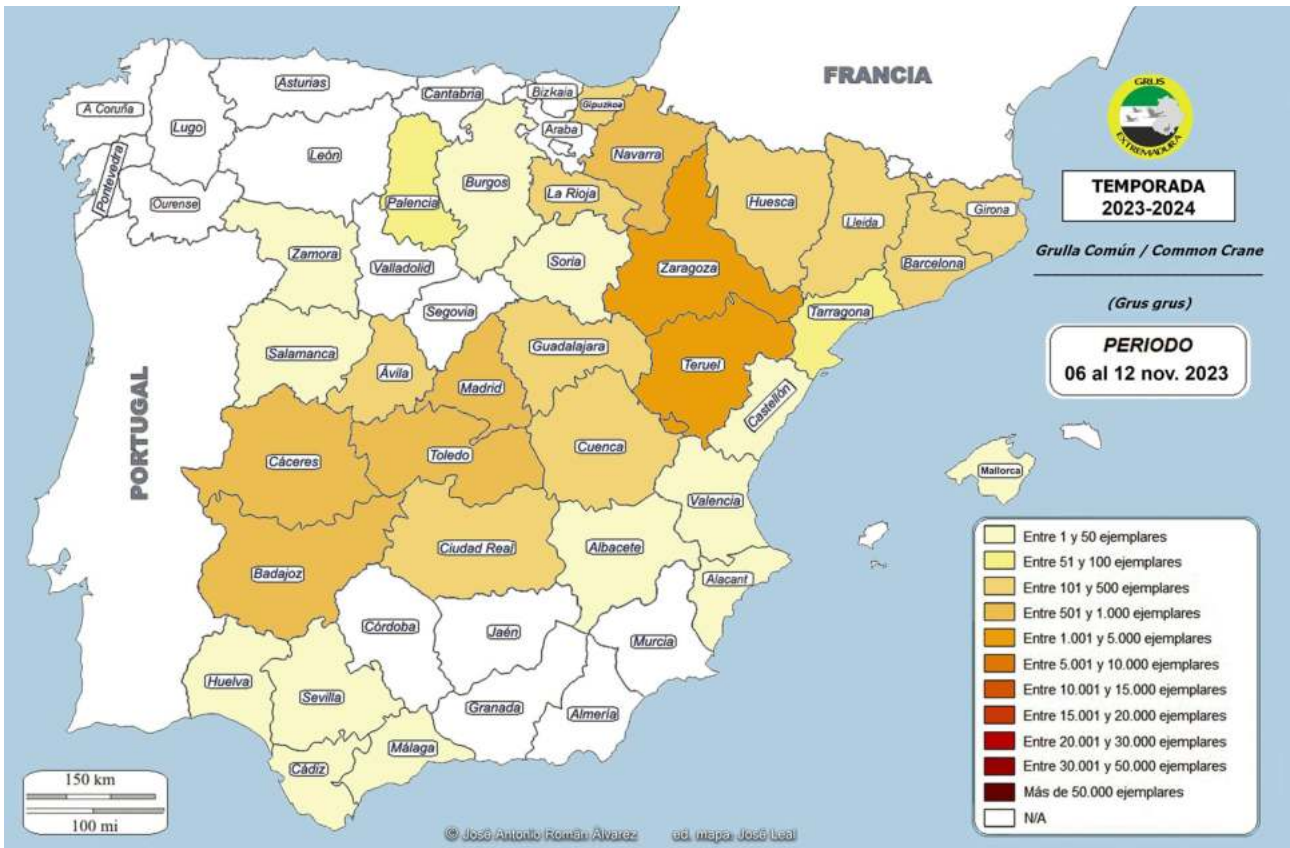 FRANCIA
GRUS
EXTREMADURA
TEMPORADA
2023-2024
Grulla Común / Common Crane
(Grus grus)
PERIODO
06 al 12 nov. 2023
A Coruña
Lugo
Asturias
Cantabria
Bizkaia
Gipuzkoa
Araba
Navarra
Pontevedra
Ourense
León
Palencia
Burgos
La Rioja
Huesca
Lleida
Girona
Barcelona
Zamora
Valladolid
Soria
Zaragoza
Tarragona
Segovia
Salamanca
Ávila
Madrid
Guadalajara
Teruel
Castellón
PORTUGAL
Cáceres
Toledo
Cuenca
Valencia
Mallorca
Badajoz
Ciudad Real
Albacete
Alacant
Córdoba
Jaén
Murcia
Huelva
Sevilla
Granada
Almería
Málaga
Cádiz
Entre 1 y 50 ejemplares
Entre 51 y 100 ejemplares
Entre 101 y 500 ejemplares
Entre 501 y 1.000 ejemplares
Entre 1.001 y 5.000 ejemplares
Entre 5.001 y 10.000 ejemplares
Entre 10.001 y 15.000 ejemplares
Entre 15.001 y 20.000 ejemplares
Entre 20.001 y 30.000 ejemplares
Entre 30.001 y 50.000 ejemplares
Más de 50.000 ejemplares
N/A
150 km
100 mi
© José Antonio Román Álvarez ed. mapa: José Leal